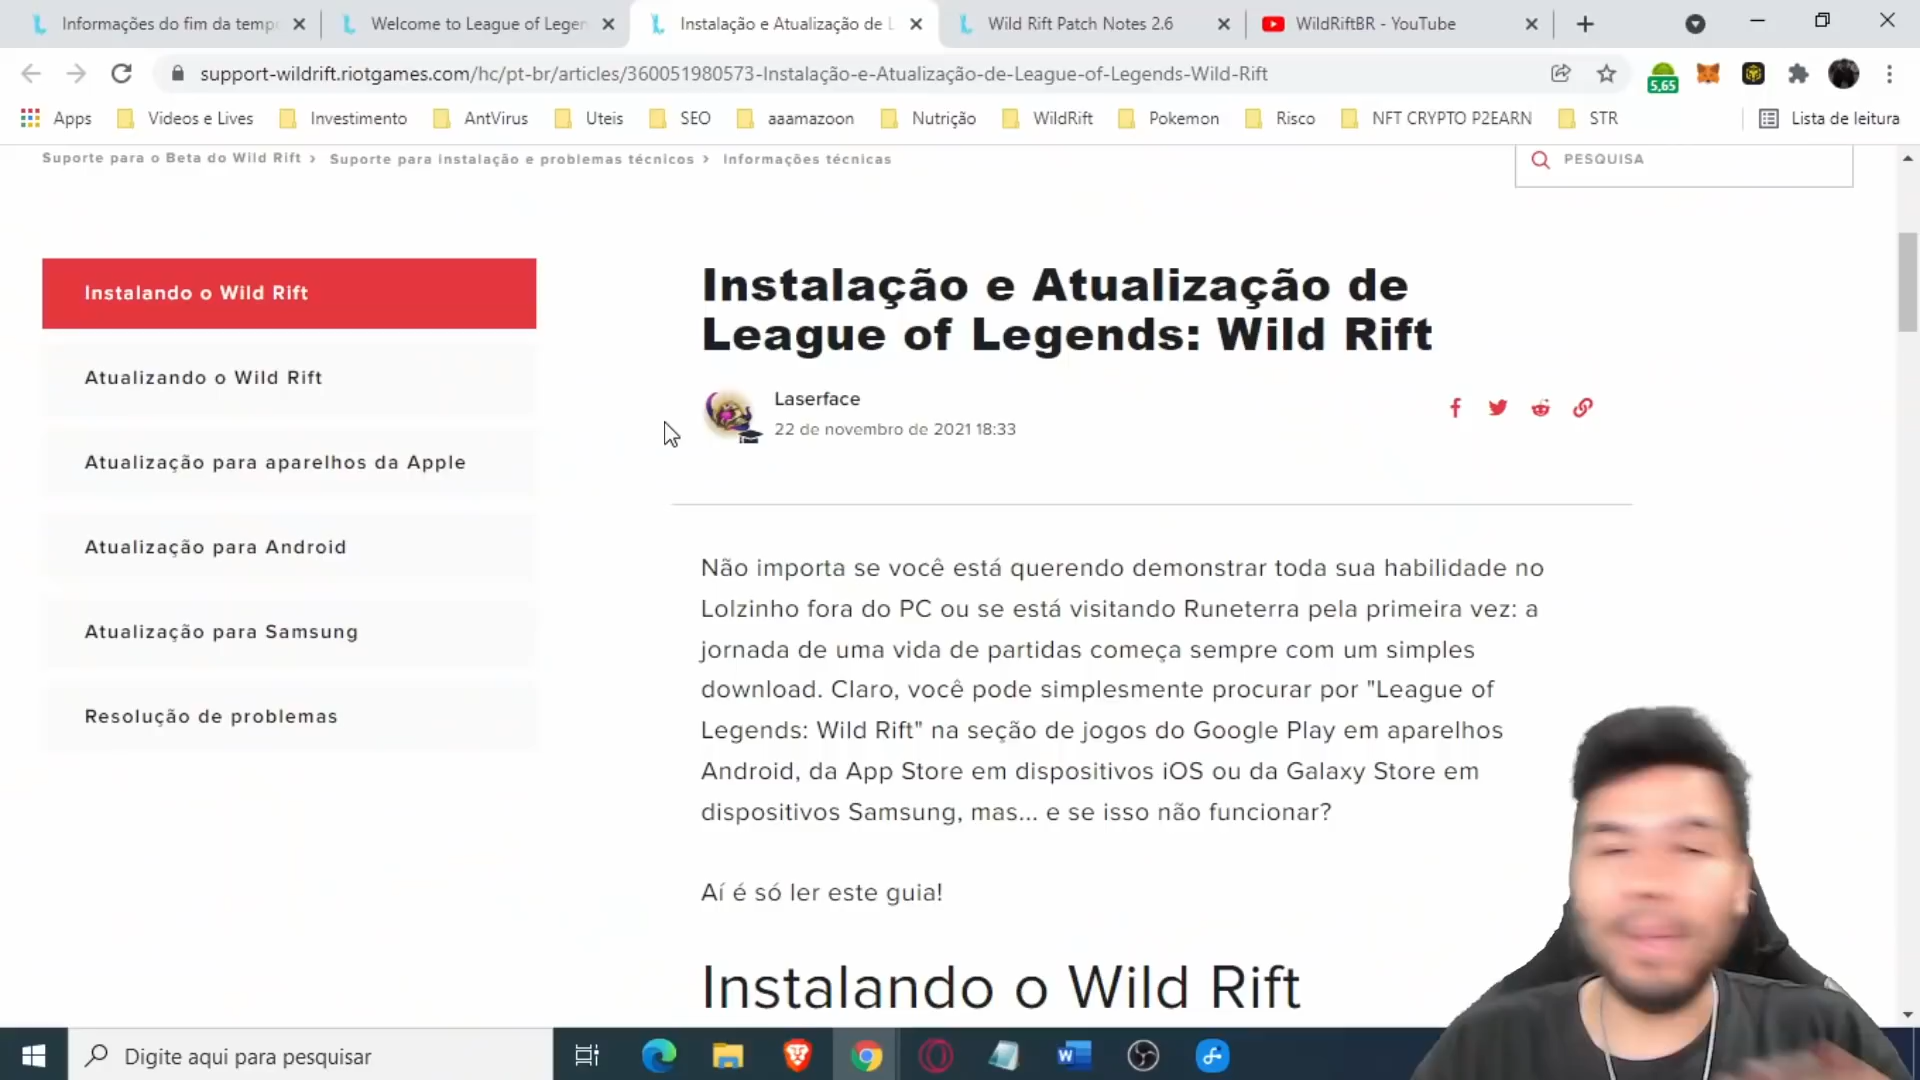 Informações do fim da temp
Welcome to League of Legen
Instalação e Atualização de L
Wild Rift Patch Notes 2.6
WildRiftBR - YouTube
support-wildrift.riotgames.com/hc/pt-br/articles/360051980573-Instalação-e-Atualização-de-League-of-Legends-Wild-Rift
5,65
Apps
Videos e Lives
Investimento
AntVirus
Uteis
SEO
aaamazoon
Nutrição
WildRift
Pokemon
Risco
NFT CRYPTO P2EARN
STR
Lista de leitura
Suporte para o Beta do Wild Rift › Suporte para instalação e problemas técnicos › Informações técnicas
PESQUISA
Instalando o Wild Rift
Atualizando o Wild Rift
Atualização para aparelhos da Apple
Atualização para Android
Atualização para Samsung
Resolução de problemas
Instalação e Atualização de
League of Legends: Wild Rift
Laserface
22 de novembro de 2021 18:33
Não importa se você está querendo demonstrar toda sua habilidade no
Lolzinho fora do PC ou se está visitando Runeterra pela primeira vez: a
jornada de uma vida de partidas começa sempre com um simples
download. Claro, você pode simplesmente procurar por "League of
Legends: Wild Rift" na seção de jogos do Google Play em aparelhos
Android, da App Store em dispositivos iOS ou da Galaxy Store em
dispositivos Samsung, mas... e se isso não funcionar?
Aí é só ler este guia!
Instalando o Wild Rift
Digite aqui para pesquisar